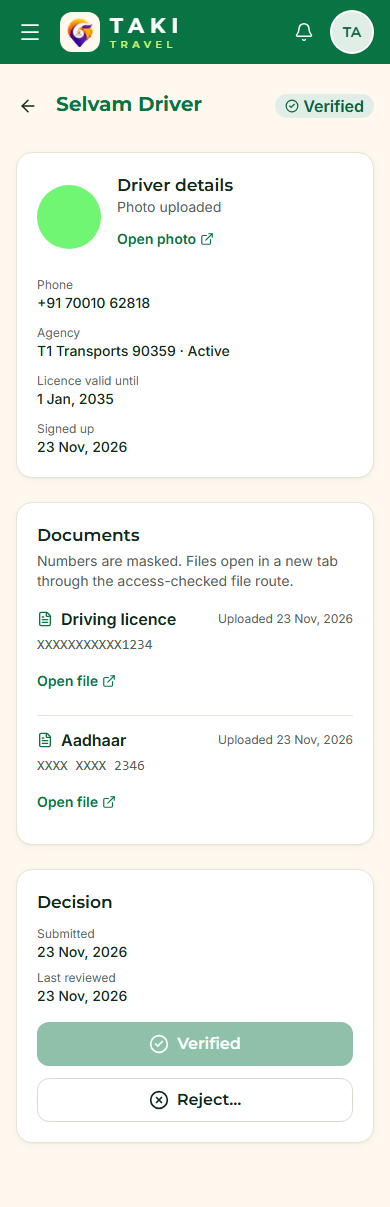 TAKI
TRAVEL
TA
Selvam Driver
Verified
Driver details
Photo uploaded
Open photo
Phone
+91 70010 62818
Agency
T1 Transports 90359 · Active
Licence valid until
1 Jan, 2035
Signed up
23 Nov, 2026
Documents
Numbers are masked. Files open in a new tab
through the access-checked file route.
Driving licence
Uploaded 23 Nov, 2026
XXXXXXXXXXX1234
Open file
Aadhaar
Uploaded 23 Nov, 2026
XXXX XXXX 2346
Open file
Decision
Submitted
23 Nov, 2026
Last reviewed
23 Nov, 2026
Verified
Reject...